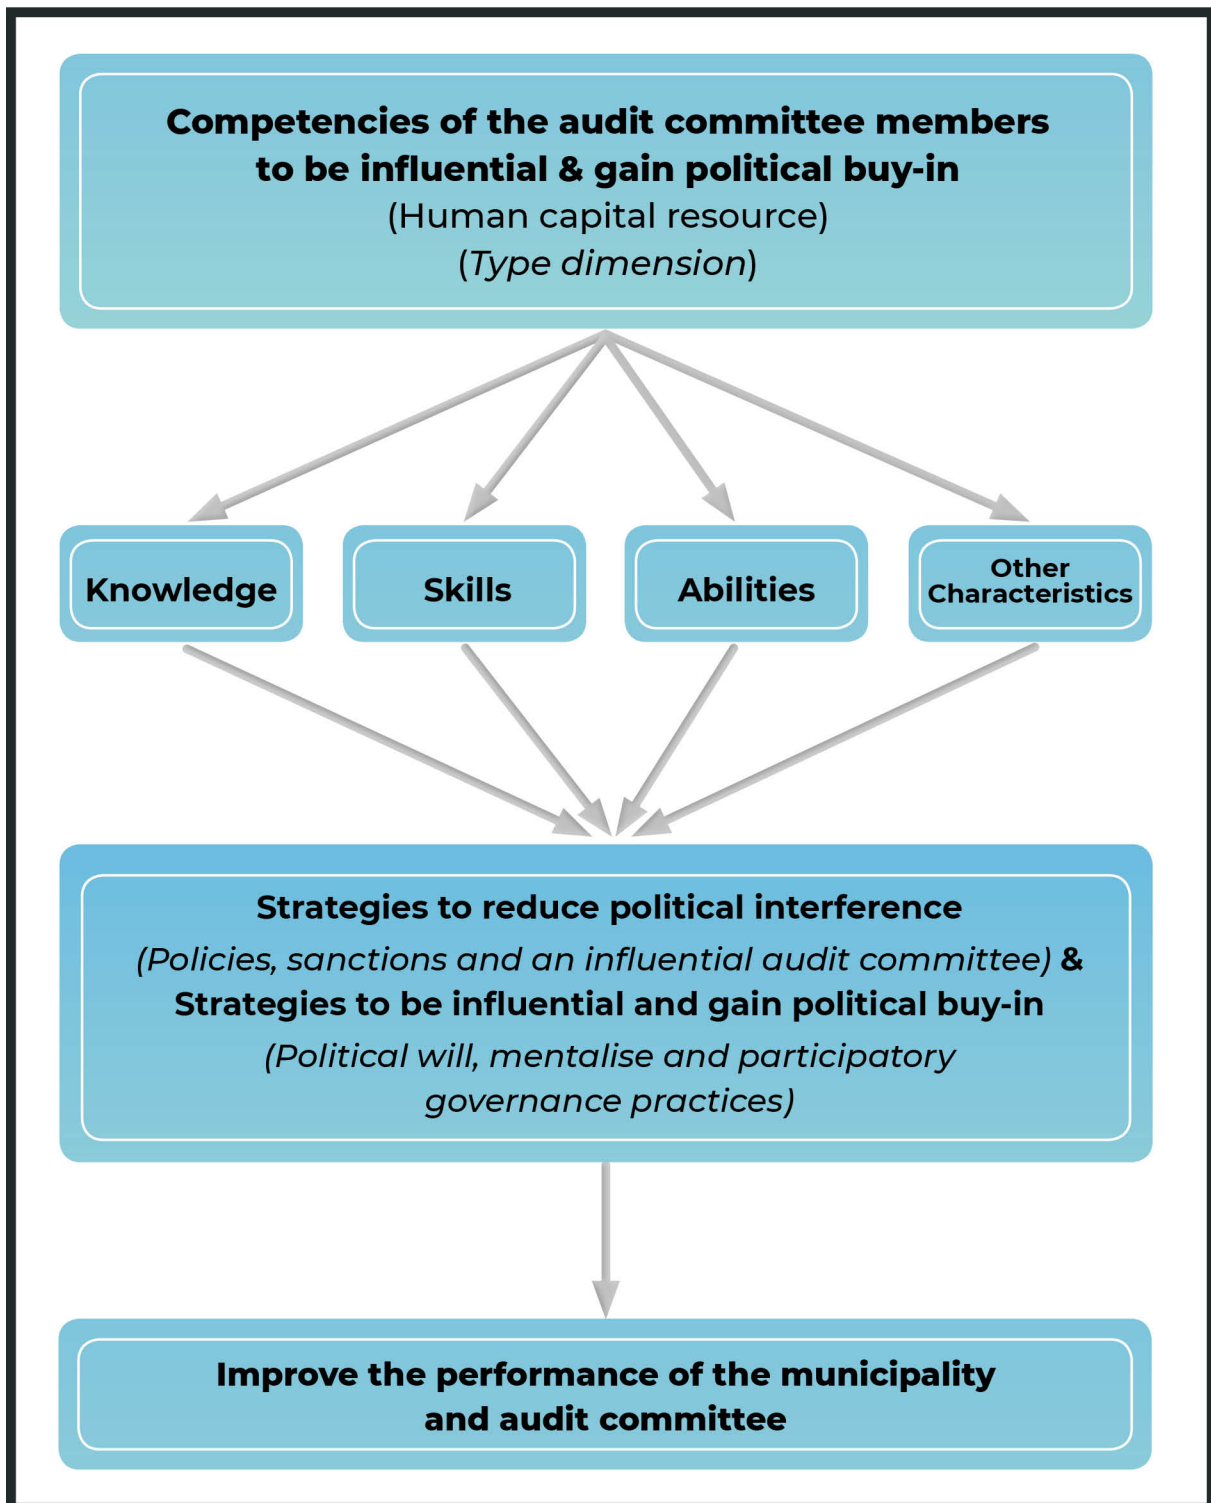 Competencies of the audit committee members
to be influential & gain political buy-in
(Human capital resource)
(Type dimension)
Knowledge
Skills
Abilities
Other
Characteristics
Strategies to reduce political interference
(Policies, sanctions and an influential audit committee) &
Strategies to be influential and gain political buy-in
(Political will, mentalise and participatory
governance practices)
Improve the performance of the municipality
and audit committee